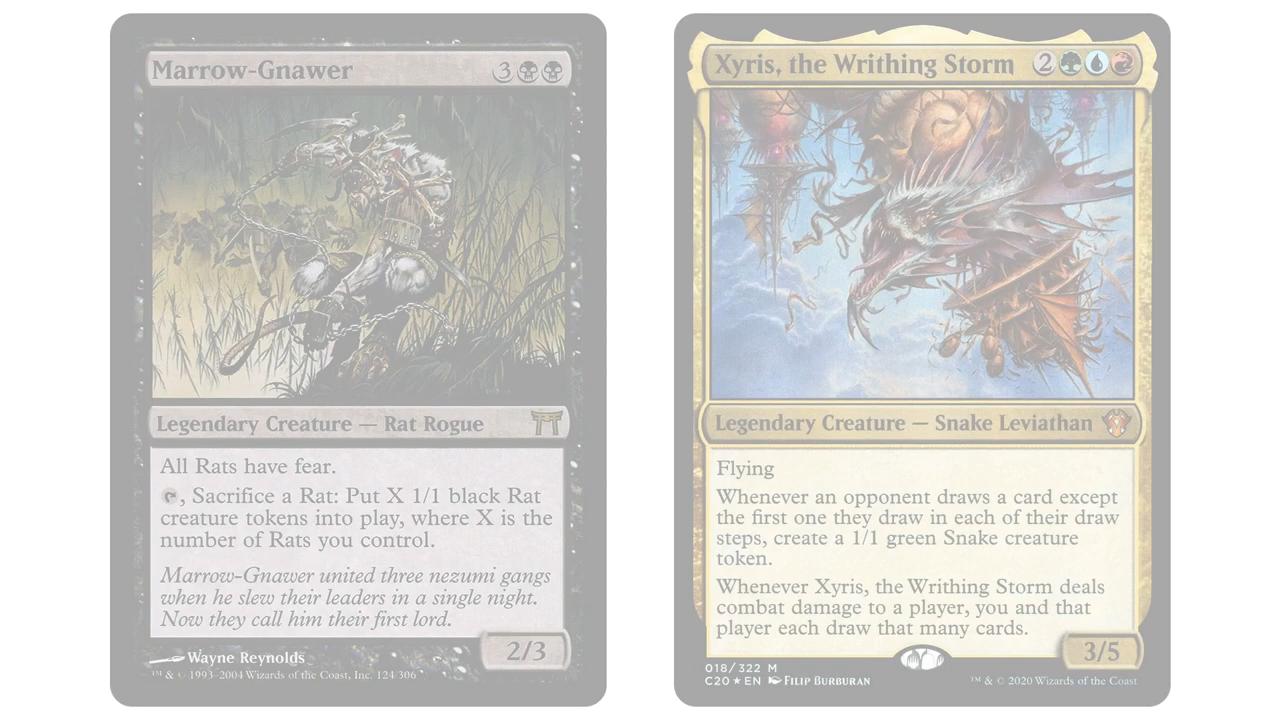 Marrow-Gnawer 3
Legendary Creature — Rat Rogue
All Rats have fear.
, Sacrifice a Rat: Put X 1/1 black Rat
creature tokens into play, where X is the
number of Rats you control.
Marrow-Gnawer united three nezumi gangs
when he slew their leaders in a single night.
Now they call him their first lord.
2/3
Wayne Reynolds
™ & © 1993–2004 Wizards of the Coast, Inc. 124/306
Xyris, the Writhing Storm 2
Legendary Creature — Snake Leviathan
Flying
Whenever an opponent draws a card except
the first one they draw in each of their draw
steps, create a 1/1 green Snake creature
token.
Whenever Xyris, the Writhing Storm deals
combat damage to a player, you and that
player each draw that many cards.
3/5
018/322 M
C20 ★ EN Filip Burburan
™ & © 2020 Wizards of the Coast